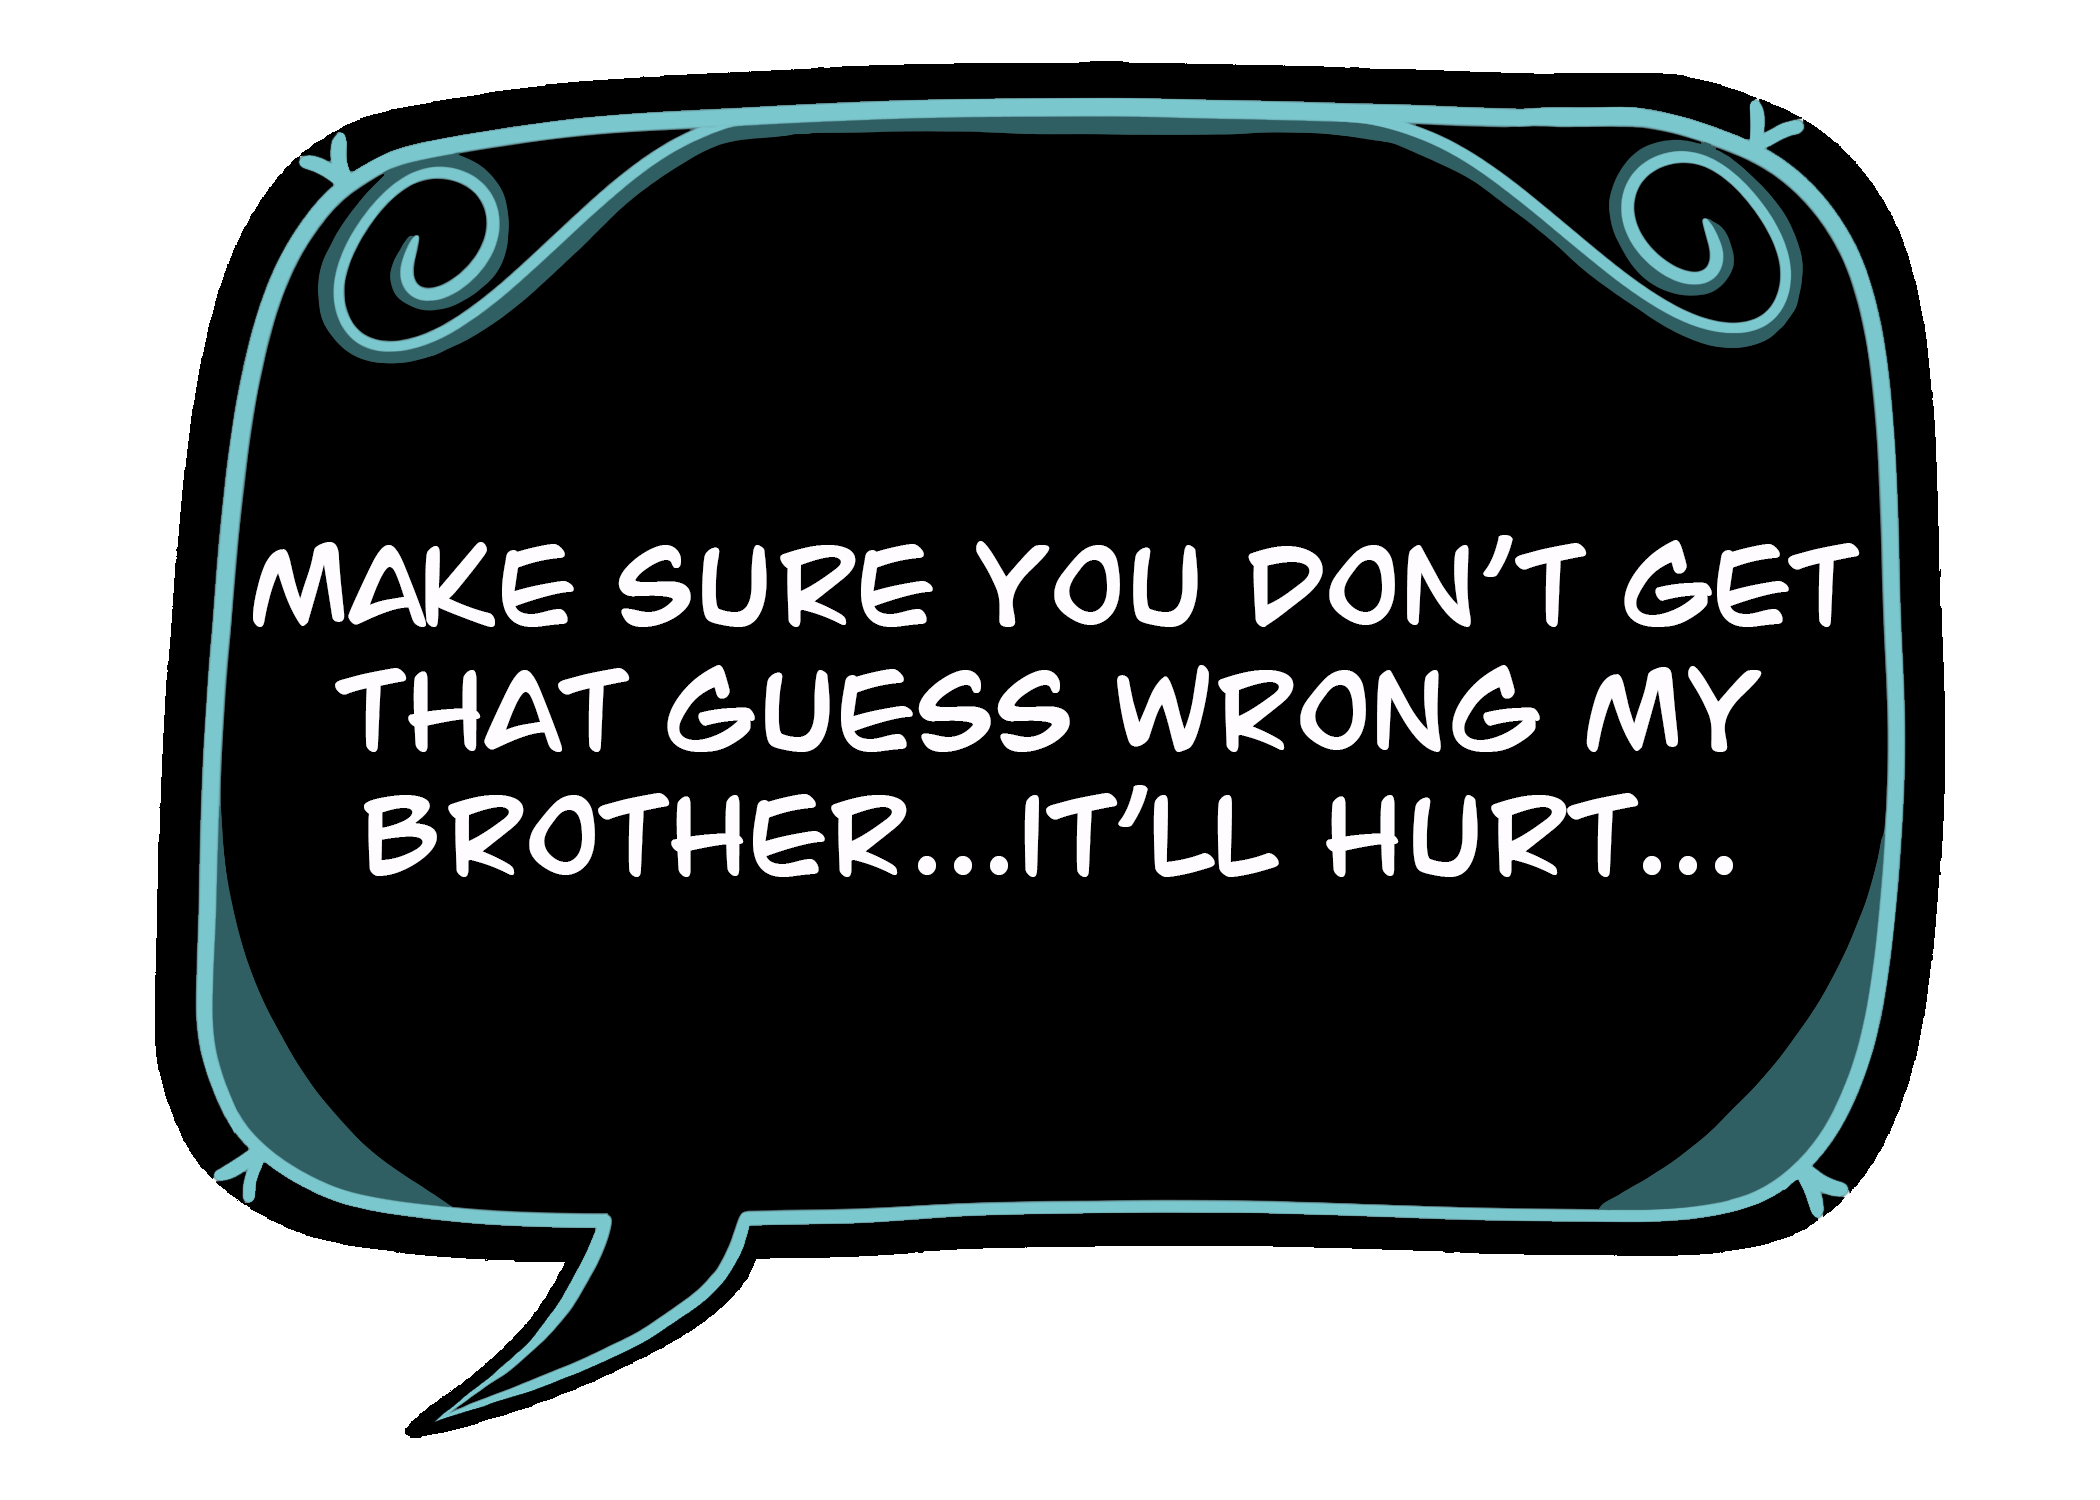 MAKE SURE YOU DON'T GET
THAT GUESS WRONG MY
BROTHER...IT'LL HURT...